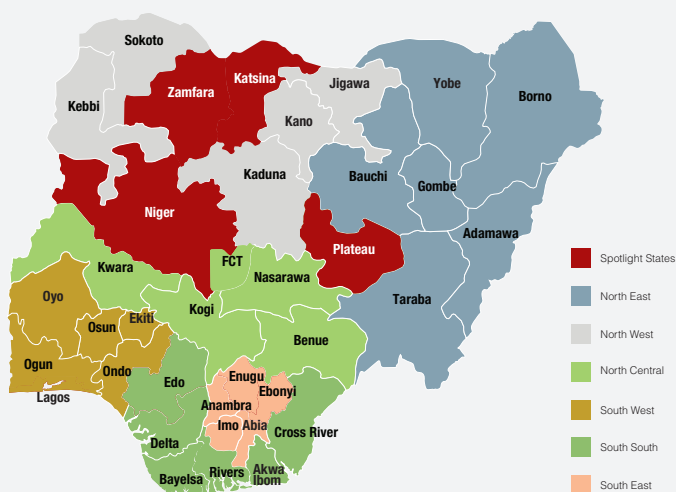 Sokoto
Katsina
Zamfara
Jigawa
Yobe
Borno
Kebbi
Kano
Kaduna
Bauchi
Gombe
Niger
Adamawa
Plateau
FCT
Kwara
Nasarawa
Taraba
Oyo
Kogi
Ekiti
Osun
Benue
Ogun
Ondo
Edo
Enugu
Ebonyi
Lagos
Anambra
Imo
Abia
Cross River
Delta
Rivers
Akwa
Ibom
Bayelsa
Spotlight States
North East
North West
North Central
South West
South South
South East